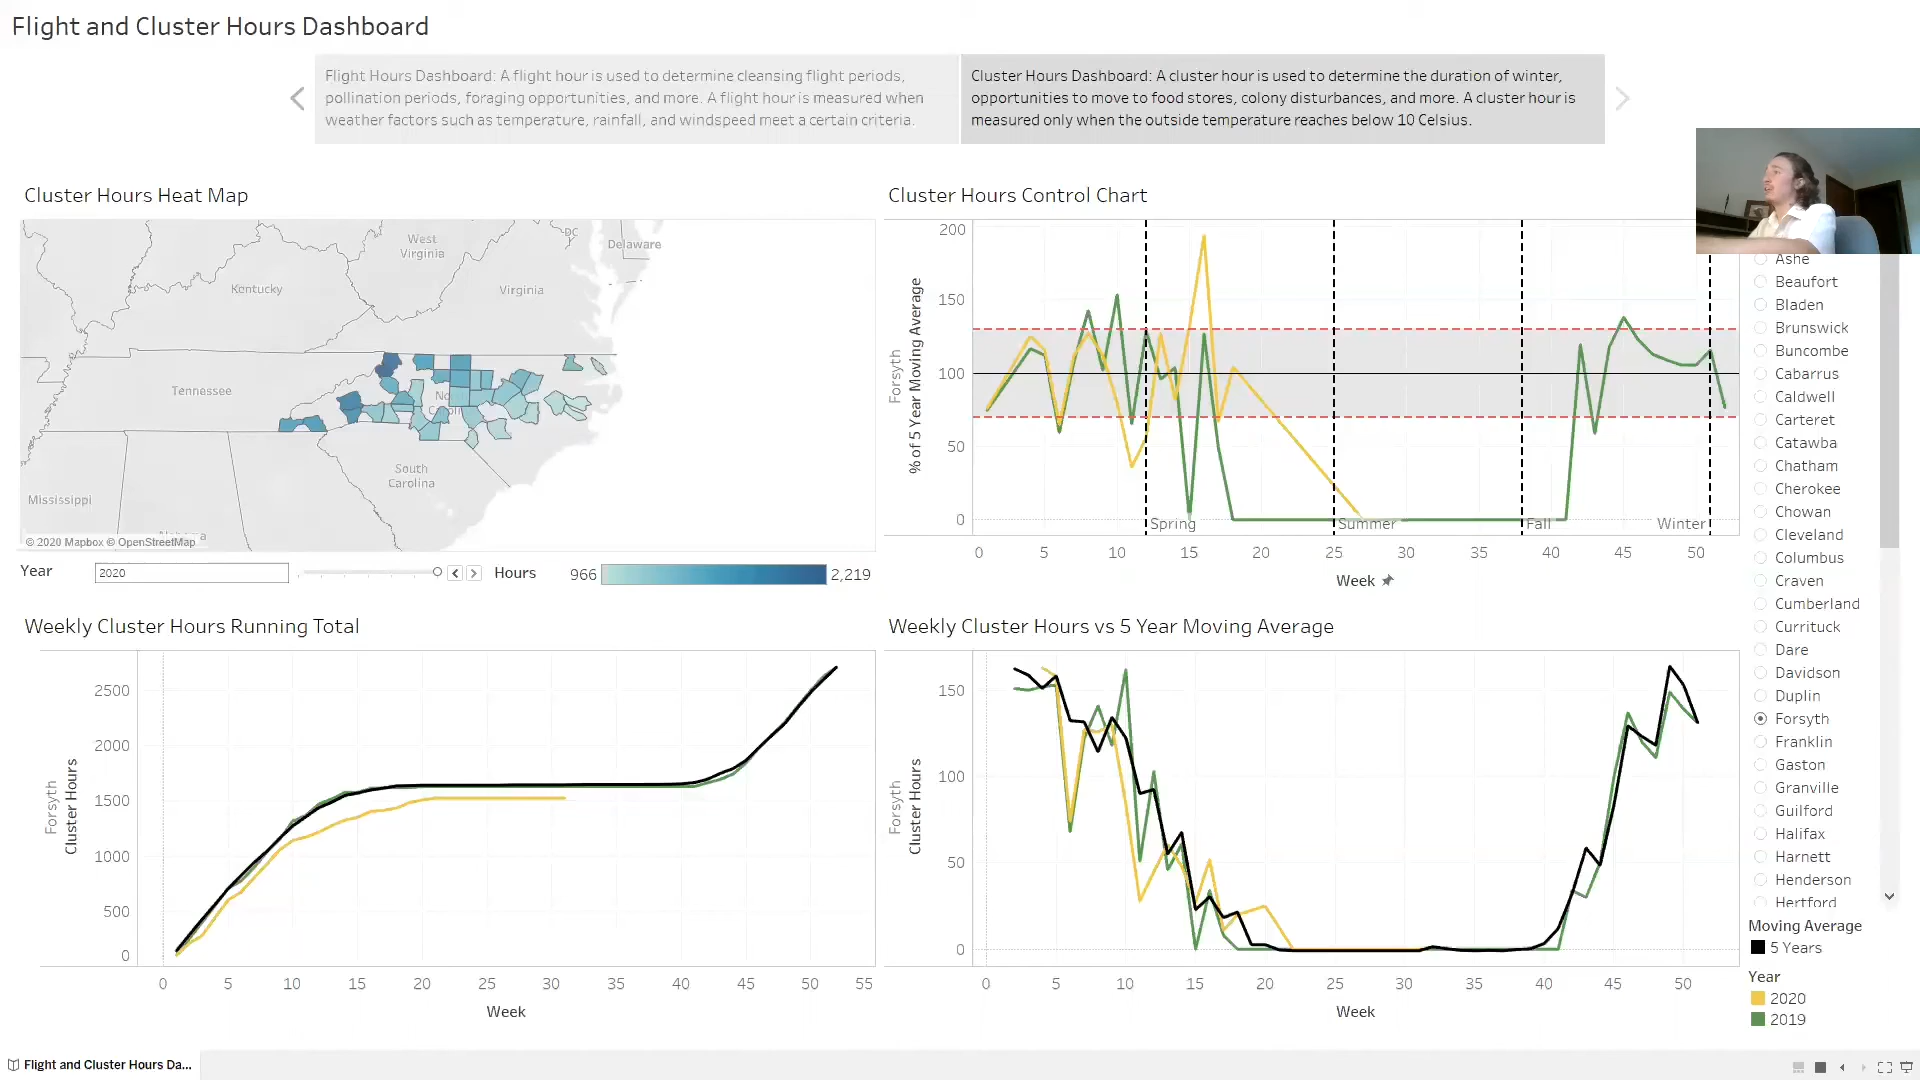 Flight and Cluster Hours Dashboard
Flight Hours Dashboard: A flight hour is used to determine cleansing flight periods,
pollination periods, foraging opportunities, and more. A flight hour is measured when
weather factors such as temperature, rainfall, and windspeed meet a certain criteria.
Cluster Hours Dashboard: A cluster hour is used to determine the duration of winter,
opportunities to move to food stores, colony disturbances, and more. A cluster hour is
measured only when the outside temperature reaches below 10 Celsius.
Cluster Hours Heat Map
West
Virginia
DC
Delaware
Kentucky
Virginia
Tennessee
South
Carolina
Mississippi
© 2020 Mapbox © OpenStreetMap
Year
2020
Hours
966
2,219
Cluster Hours Control Chart
Forsyth
% of 5 Year Moving Average
200
150
100
50
0
Spring
Summer
Fall
Winter
0 5 10 15 20 25 30 35 40 45 50
Week
Weekly Cluster Hours Running Total
Forsyth
Cluster Hours
2500
2000
1500
1000
500
0
0 5 10 15 20 25 30 35 40 45 50 55
Week
Weekly Cluster Hours vs 5 Year Moving Average
Forsyth
Cluster Hours
150
100
50
0
0 5 10 15 20 25 30 35 40 45 50
Week
Ashe
Beaufort
Bladen
Brunswick
Buncombe
Cabarrus
Caldwell
Carteret
Catawba
Chatham
Cherokee
Chowan
Cleveland
Columbus
Craven
Cumberland
Currituck
Dare
Davidson
Duplin
Forsyth
Franklin
Gaston
Granville
Guilford
Halifax
Harnett
Henderson
Hertford
Moving Average
5 Years
Year
2020
2019
Flight and Cluster Hours Da...